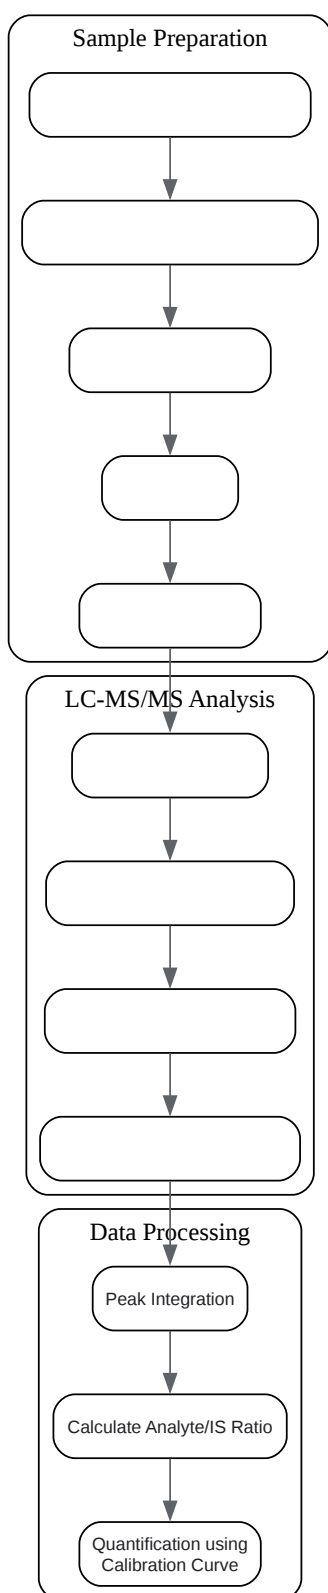 Sample Preparation
LC-MS/MS Analysis
Data Processing
Peak Integration
Calculate Analyte/IS Ratio
Quantification using
Calibration Curve